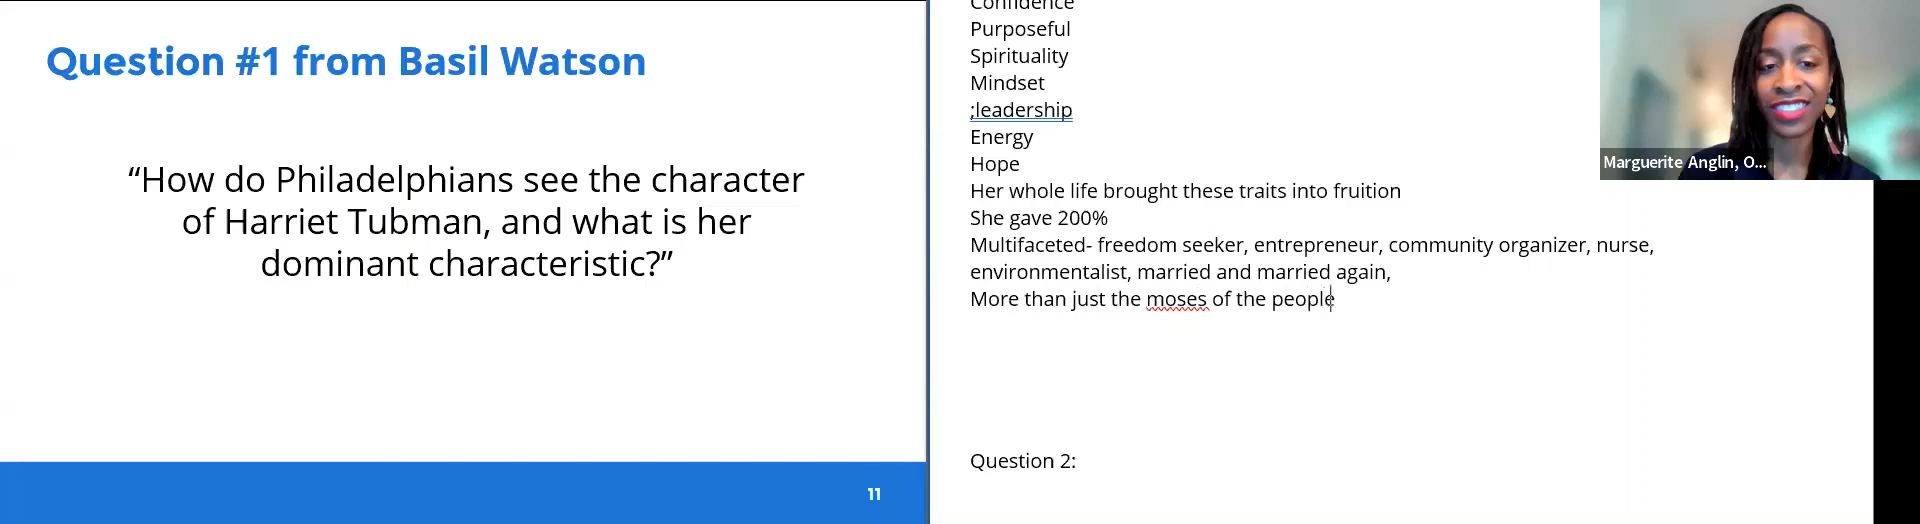 Question #1 from Basil Watson
“How do Philadelphians see the character
of Harriet Tubman, and what is her
dominant characteristic?”
11
Confidence
Purposeful
Spirituality
Mindset
;leadership
Energy
Hope
Her whole life brought these traits into fruition
She gave 200%
Multifaceted- freedom seeker, entrepreneur, community organizer, nurse,
environmentalist, married and married again,
More than just the moses of the people
Question 2:
Marguerite Anglin, O...